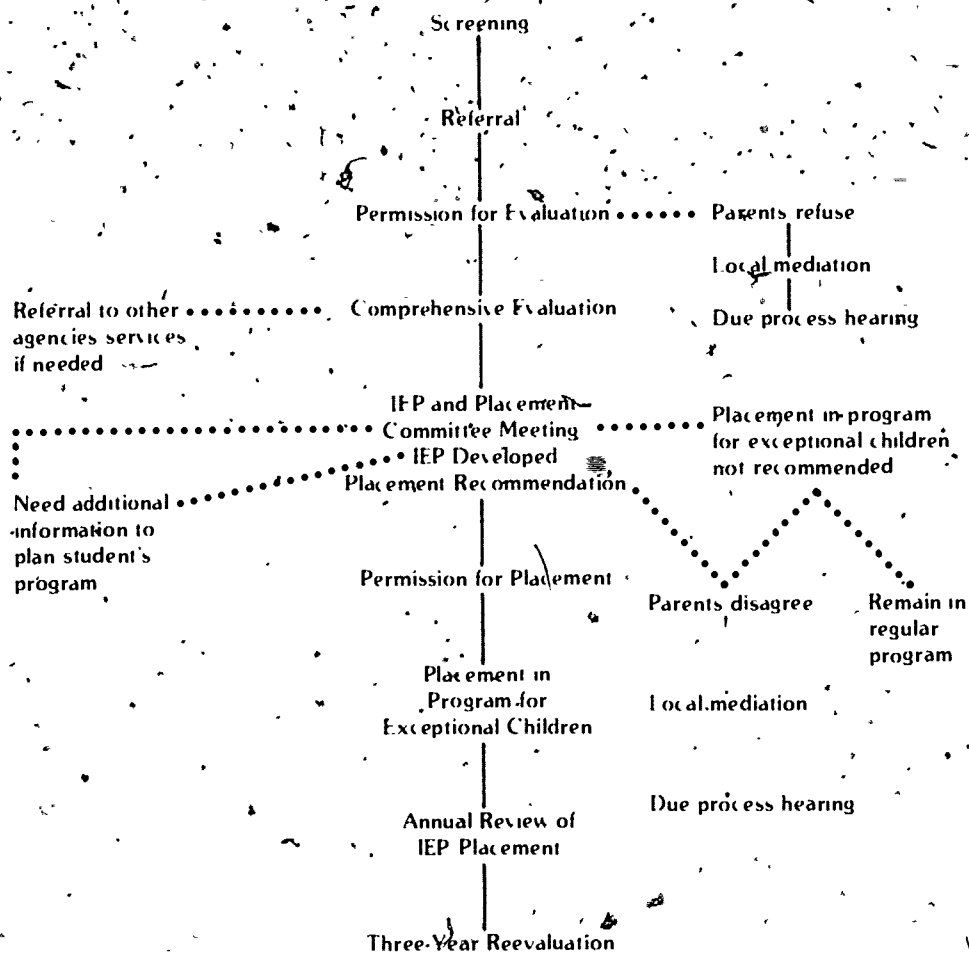 Screening
Referral
Permission for Evaluation
Parents refuse
Local mediation
Due process hearing
Comprehensive Evaluation
Referral to other
agencies services
if needed
IEP and Placement
Committee Meeting
IEP Developed
Placement Recommendation
Placement in program
for exceptional children
not recommended
Need additional
information to
plan student's
program
Permission for Placement
Parents disagree
Remain in
regular
program
Placement in
Program for
Exceptional Children
Local mediation
Due process hearing
Annual Review of
IEP Placement
Three-Year Reevaluation